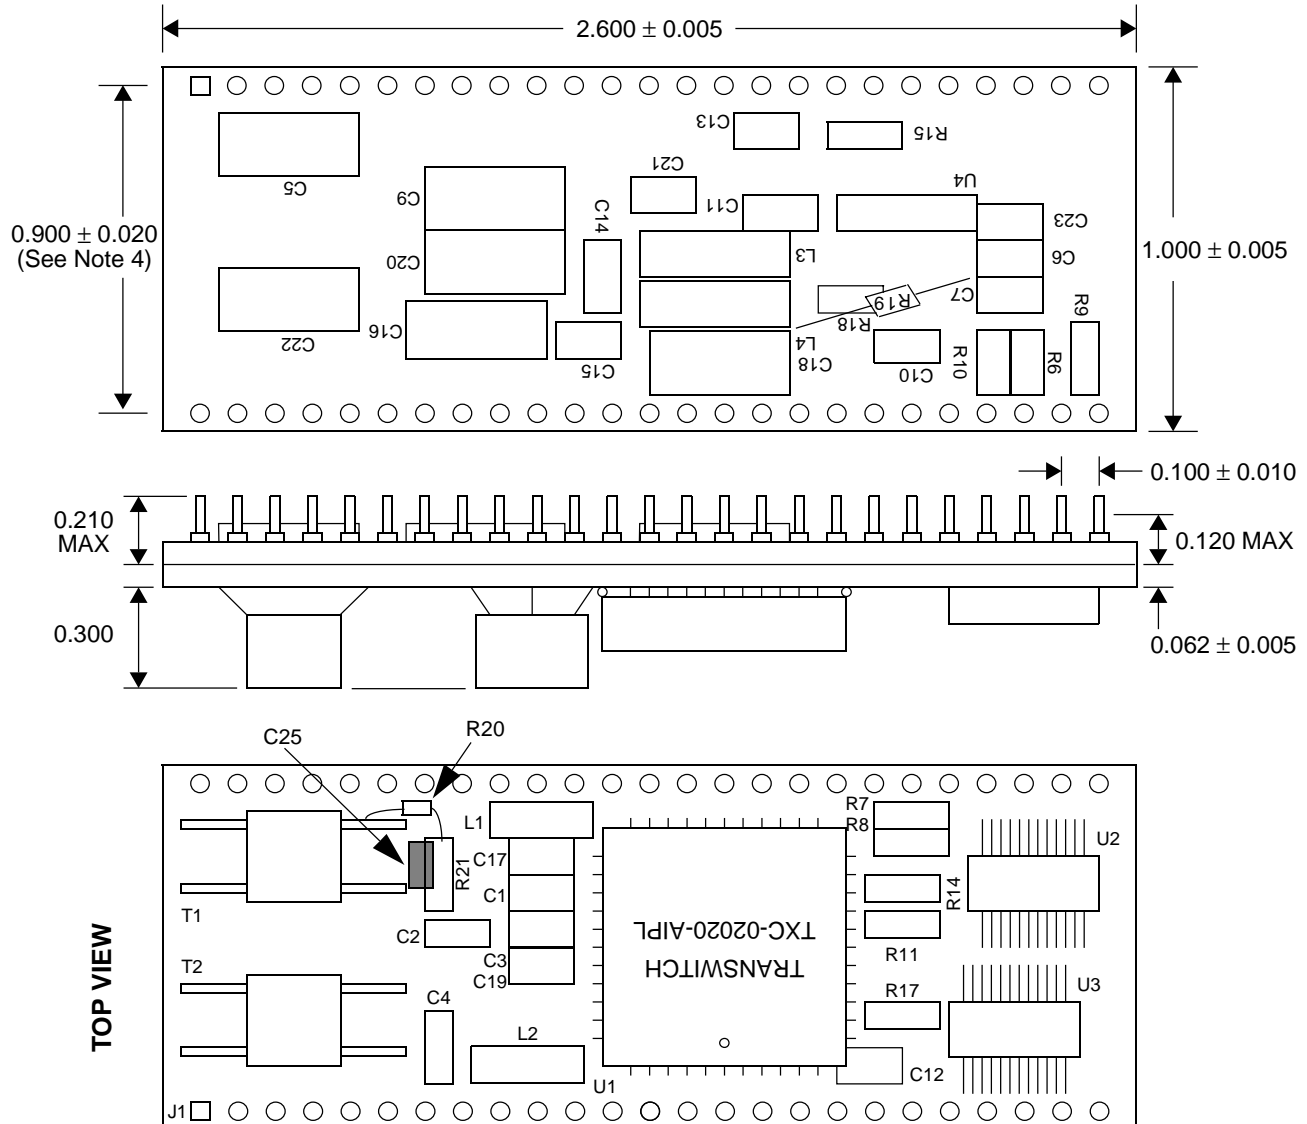 2.600 ± 0.005
C13
R15
C21
U4
C5
C9
C14
C11
C23
0.900 ± 0.020
(See Note 4)
C20
L3
C6
1.000 ± 0.005
C7
R19
R18
R9
C16
C22
C15
L4
C18
C10
R10
R6
0.100 ± 0.010
0.210
MAX
0.120 MAX
0.300
0.062 ± 0.005
C25
R20
L1
R7
R8
U2
C17
R21
C1
R14
T1
C2
TXC-02020-AIPL
TRANSWITCH
R11
C3
T2
C19
C4
R17
U3
L2
TOP VIEW
C12
U1
J1